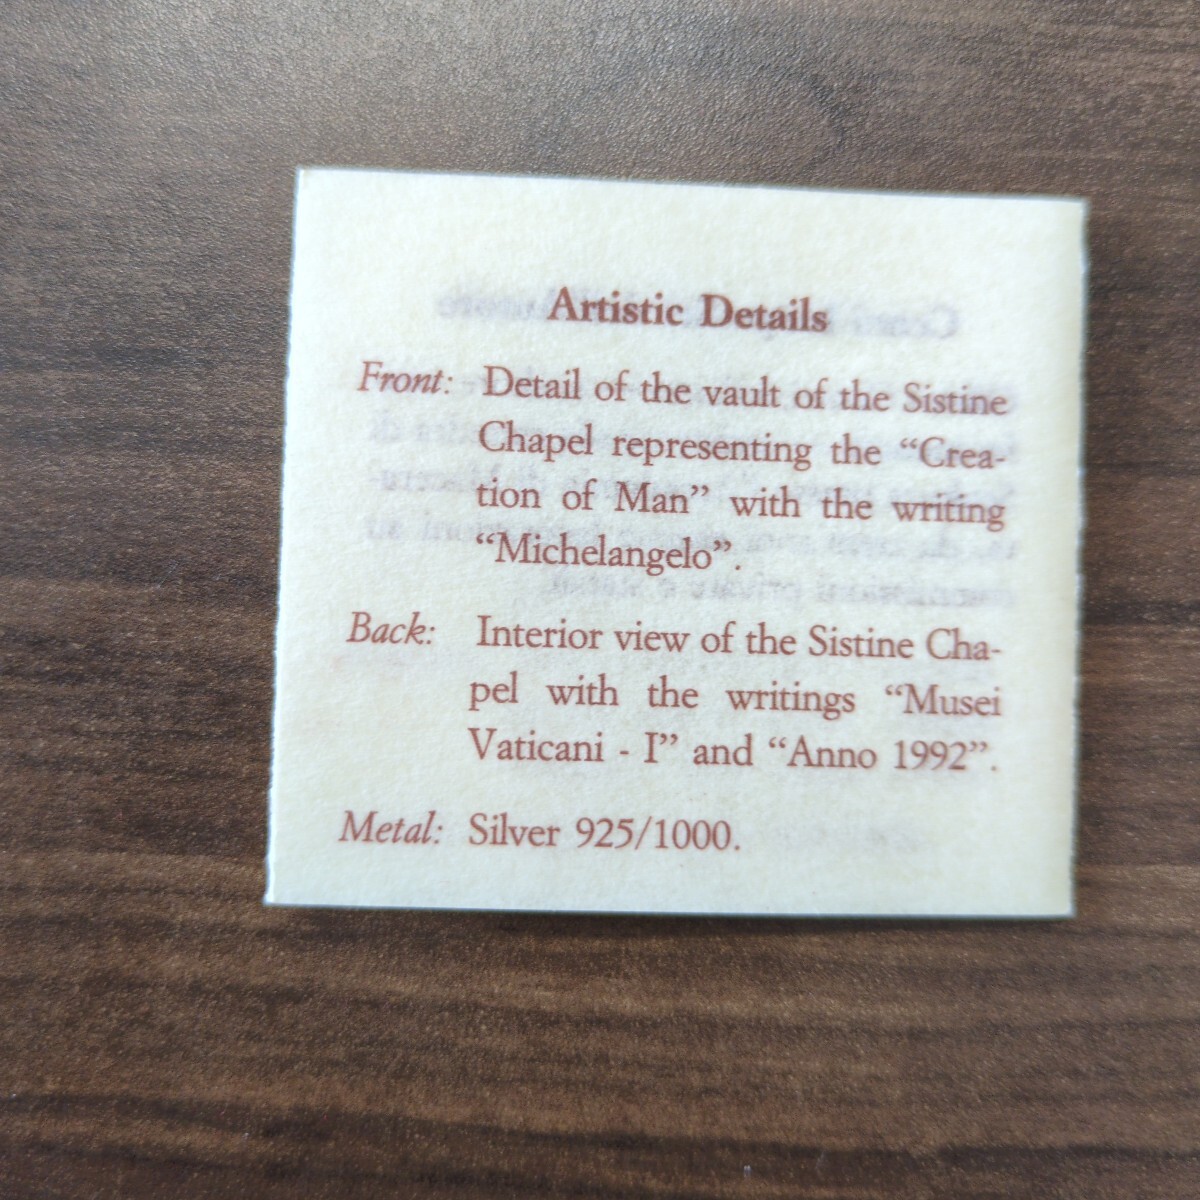 Artistic Details
Front: Detail of the vault of the Sistine
Chapel representing the “Crea-
tion of Man” with the writing
“Michelangelo”.
Back: Interior view of the Sistine Cha-
pel with the writings “Musei
Vaticani - I” and “Anno 1992”.
Metal: Silver 925/1000.